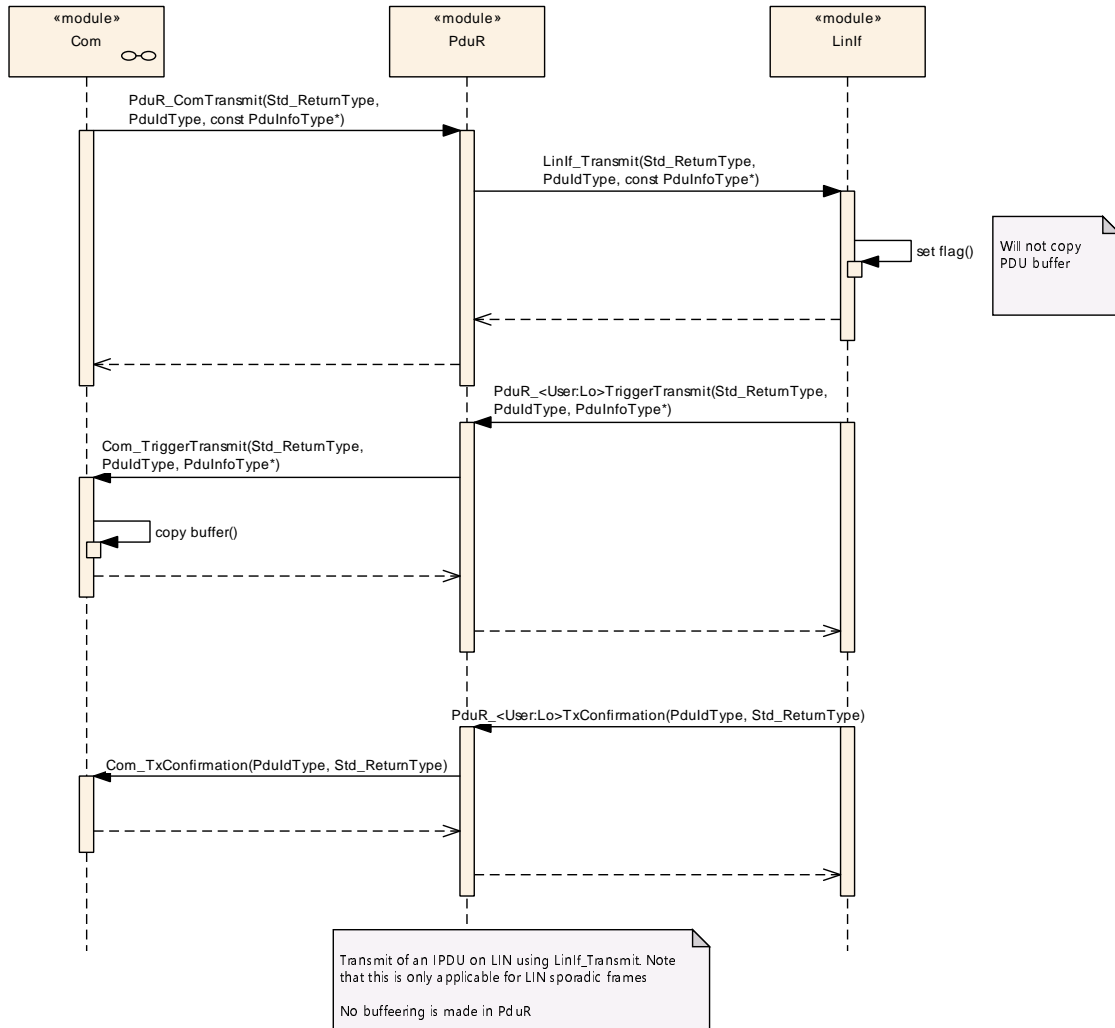 «module»
Com
«module»
PduR
«module»
LinIf
PduR_ComTransmit(Std_ReturnType,
PduIdType, const PduInfoType*)
LinIf_Transmit(Std_ReturnType,
PduIdType, const PduInfoType*)
set flag()
Will not copy
PDU buffer
PduR_<User:Lo>TriggerTransmit(Std_ReturnType,
PduIdType, PduInfoType*)
Com_TriggerTransmit(Std_ReturnType,
PduIdType, PduInfoType*)
copy buffer()
PduR_<User:Lo>TxConfirmation(PduIdType, Std_ReturnType)
Com_TxConfirmation(PduIdType, Std_ReturnType)
Transmit of an IPDU on LIN using LinIf_Transmit. Note
that this is only applicable for LIN sporadic frames
No buffeering is made in PduR